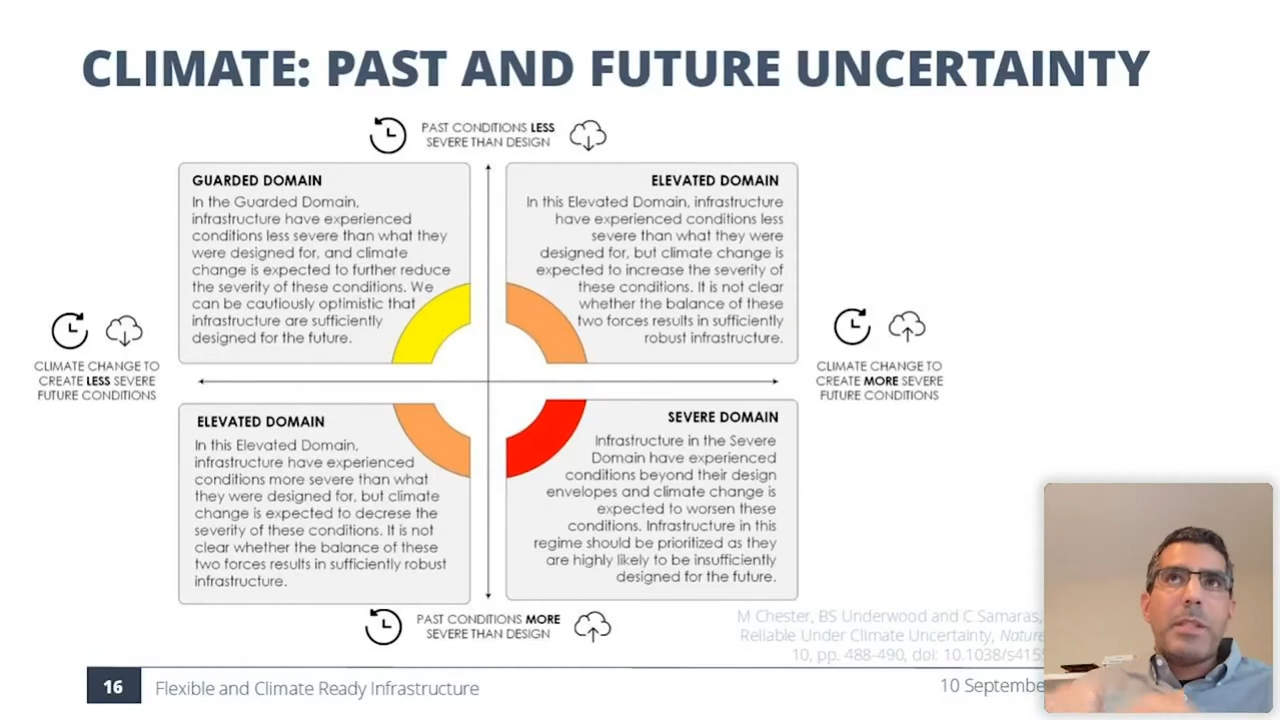 CLIMATE: PAST AND FUTURE UNCERTAINTY
PAST CONDITIONS LESS
SEVERE THAN DESIGN
GUARDED DOMAIN
In the Guarded Domain,
infrastructure have experienced
conditions less severe than what they
were designed for, and climate
change is expected to further reduce
the severity of these conditions. We
can be cautiously optimistic that
infrastructure are sufficiently
designed for the future.
ELEVATED DOMAIN
In this Elevated Domain, infrastructure
have experienced conditions less
severe than what they were
designed for, but climate change is
expected to increase the severity of
these conditions. It is not clear
whether the balance of these
two forces results in sufficiently
robust infrastructure.
CLIMATE CHANGE TO
CREATE LESS SEVERE
FUTURE CONDITIONS
CLIMATE CHANGE TO
CREATE MORE SEVERE
FUTURE CONDITIONS
ELEVATED DOMAIN
In this Elevated Domain,
infrastructure have experienced
conditions more severe than what
they were designed for, but climate
change is expected to decrese the
severity of these conditions. It is not
clear whether the balance of these
two forces results in sufficiently robust
infrastructure.
SEVERE DOMAIN
Infrastructure in the Severe
Domain have experienced
conditions beyond their design
envelopes and climate change is
expected to worsen these
conditions. Infrastructure in this
regime should be prioritized as they
are highly likely to be insufficiently
designed for the future.
PAST CONDITIONS MORE
SEVERE THAN DESIGN
M Chester, BS Underwood and C Samaras,
Reliable Under Climate Uncertainty, Nature
10, pp. 488-490, doi: 10.1038/s415
16
Flexible and Climate Ready Infrastructure
10 Septembe